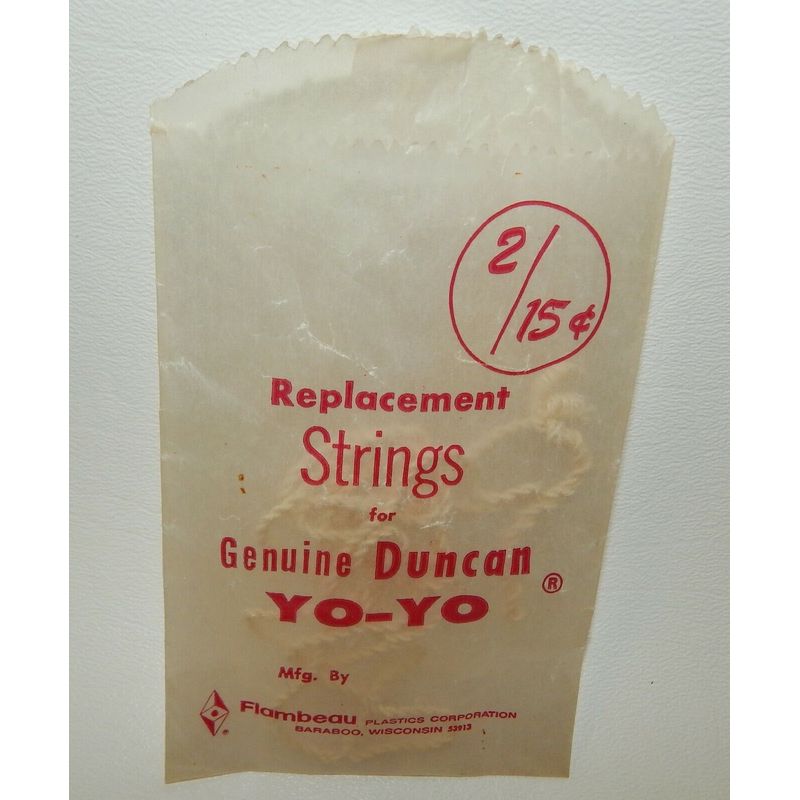 2/15¢
Replacement
Strings
for
Genuine Duncan
YO-YO ®
Mfg. By
Flambeau PLASTICS CORPORATION
BARABOO, WISCONSIN 53913